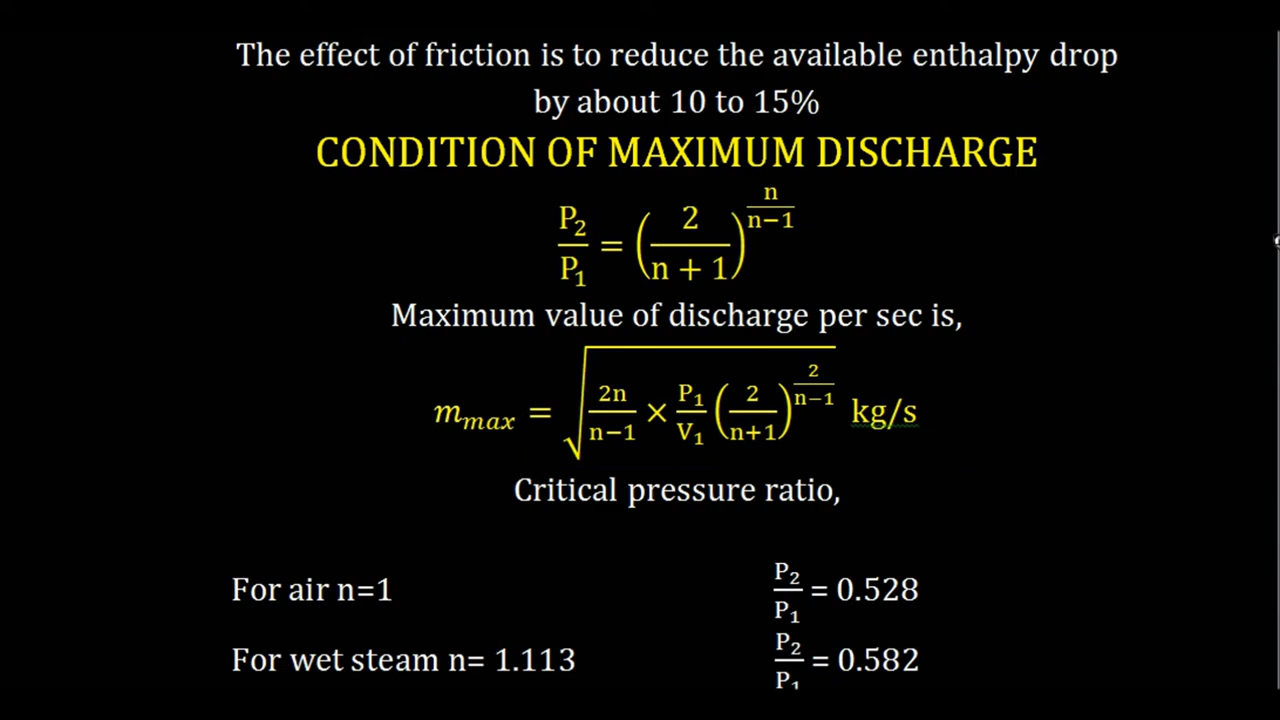 The effect of friction is to reduce the available enthalpy drop
by about 10 to 15%
CONDITION OF MAXIMUM DISCHARGE
P₂/P₁ = (2/(n + 1))^(n/(n−1))
Maximum value of discharge per sec is,
m_max = √(2n/(n−1) × P₁/V₁ (2/(n+1))^(2/(n−1))) kg/s
Critical pressure ratio,
For air n=1 P₂/P₁ = 0.528
For wet steam n= 1.113 P₂/P₁ = 0.582